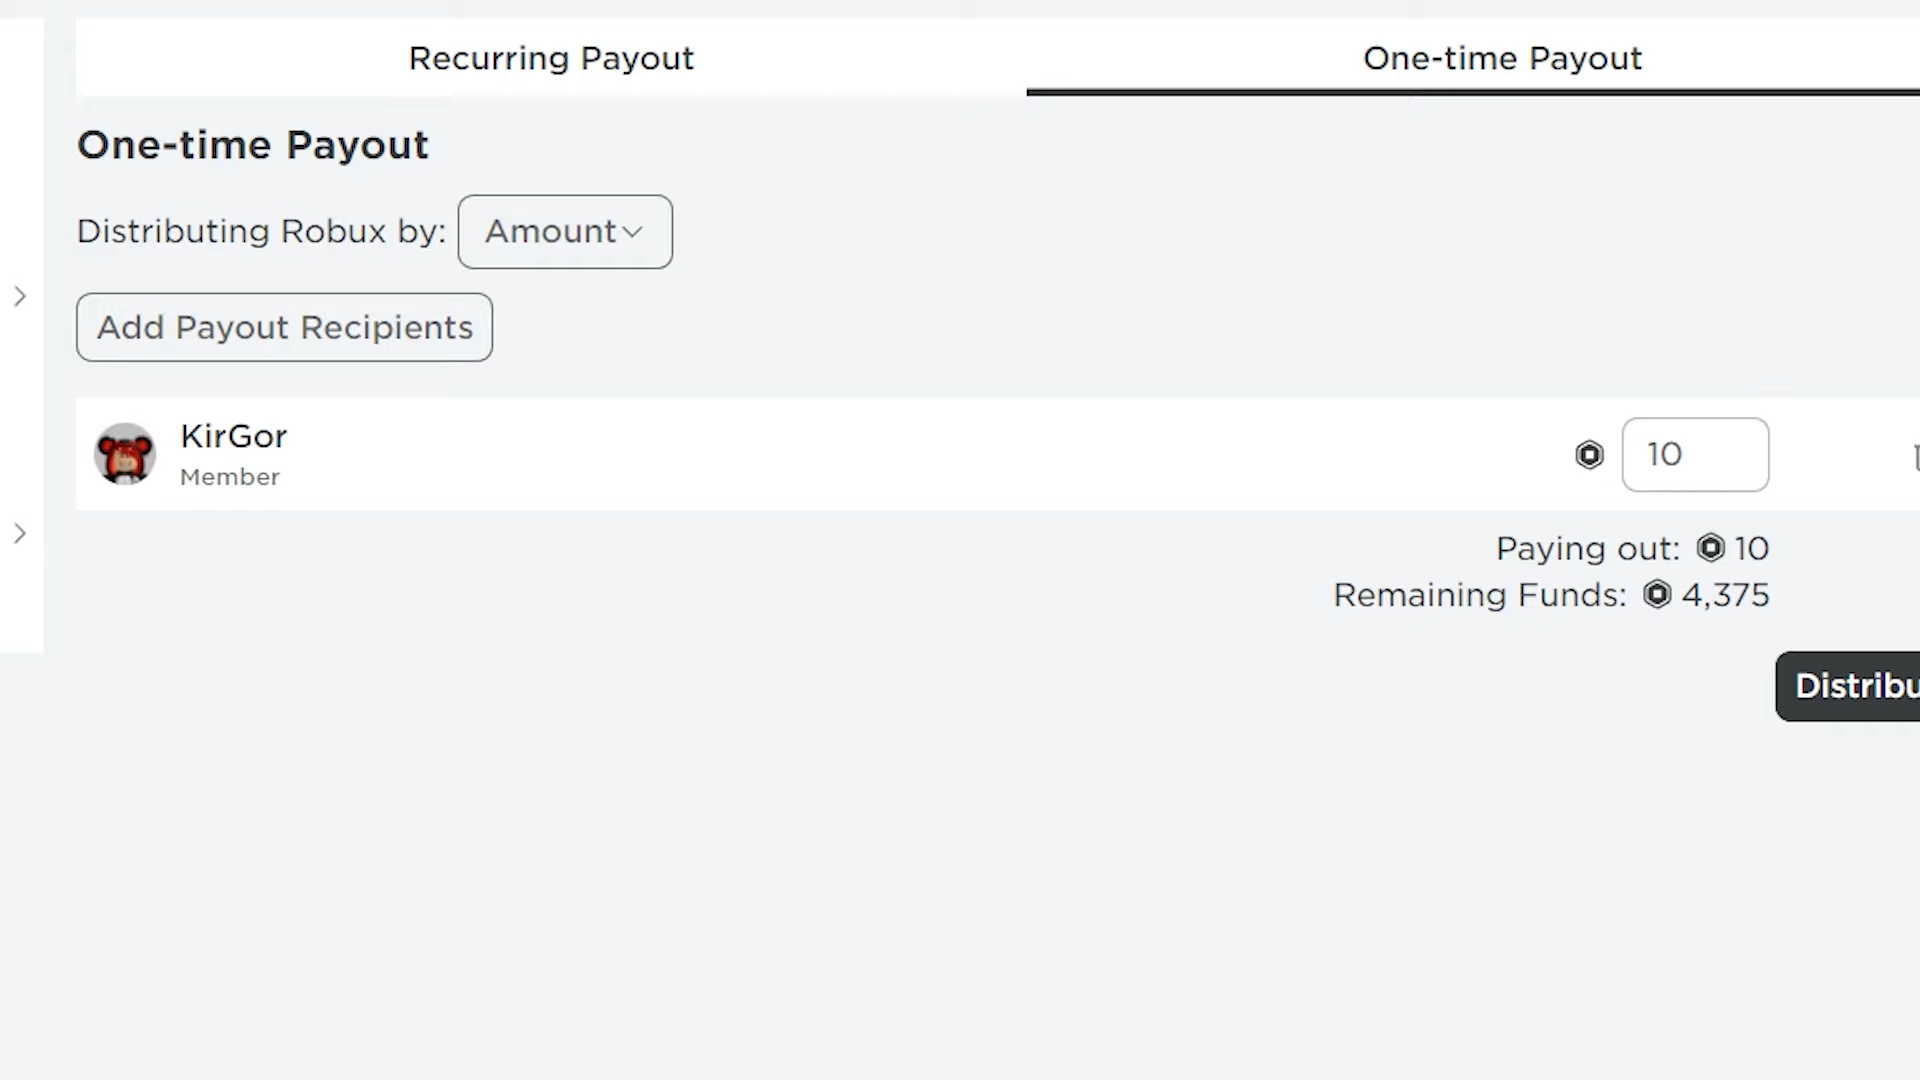 Recurring Payout
One-time Payout
One-time Payout
Distributing Robux by:
Amount
Add Payout Recipients
KirGor
Member
10
Paying out: 10
Remaining Funds: 4,375
Distribu